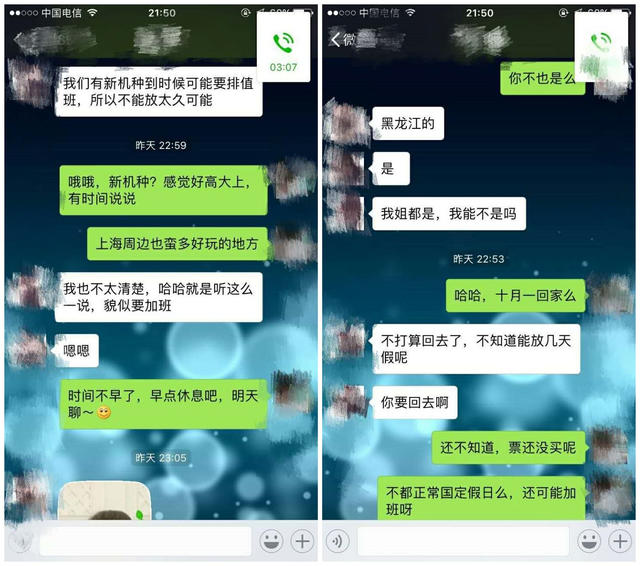 中国电信
21:50
03:07
我们有新机种到时候可能要排值
班，所以不能放太久可能
昨天 22:59
哦哦，新机种？感觉好高大上，
有时间说说
上海周边也蛮多好玩的地方
我也不太清楚，哈哈就是听这么
一说，貌似要加班
嗯嗯
时间不早了，早点休息吧，明天
聊～
昨天 23:05
中国电信
21:50
微
你不也是么
黑龙江的
是
我姐都是，我能不是吗
昨天 22:53
哈哈，十月一回家么
不打算回去了，不知道能放几天
假呢
你要回去啊
还不知道，票还没买呢
不都正常国定假日么，还可能加
班呀